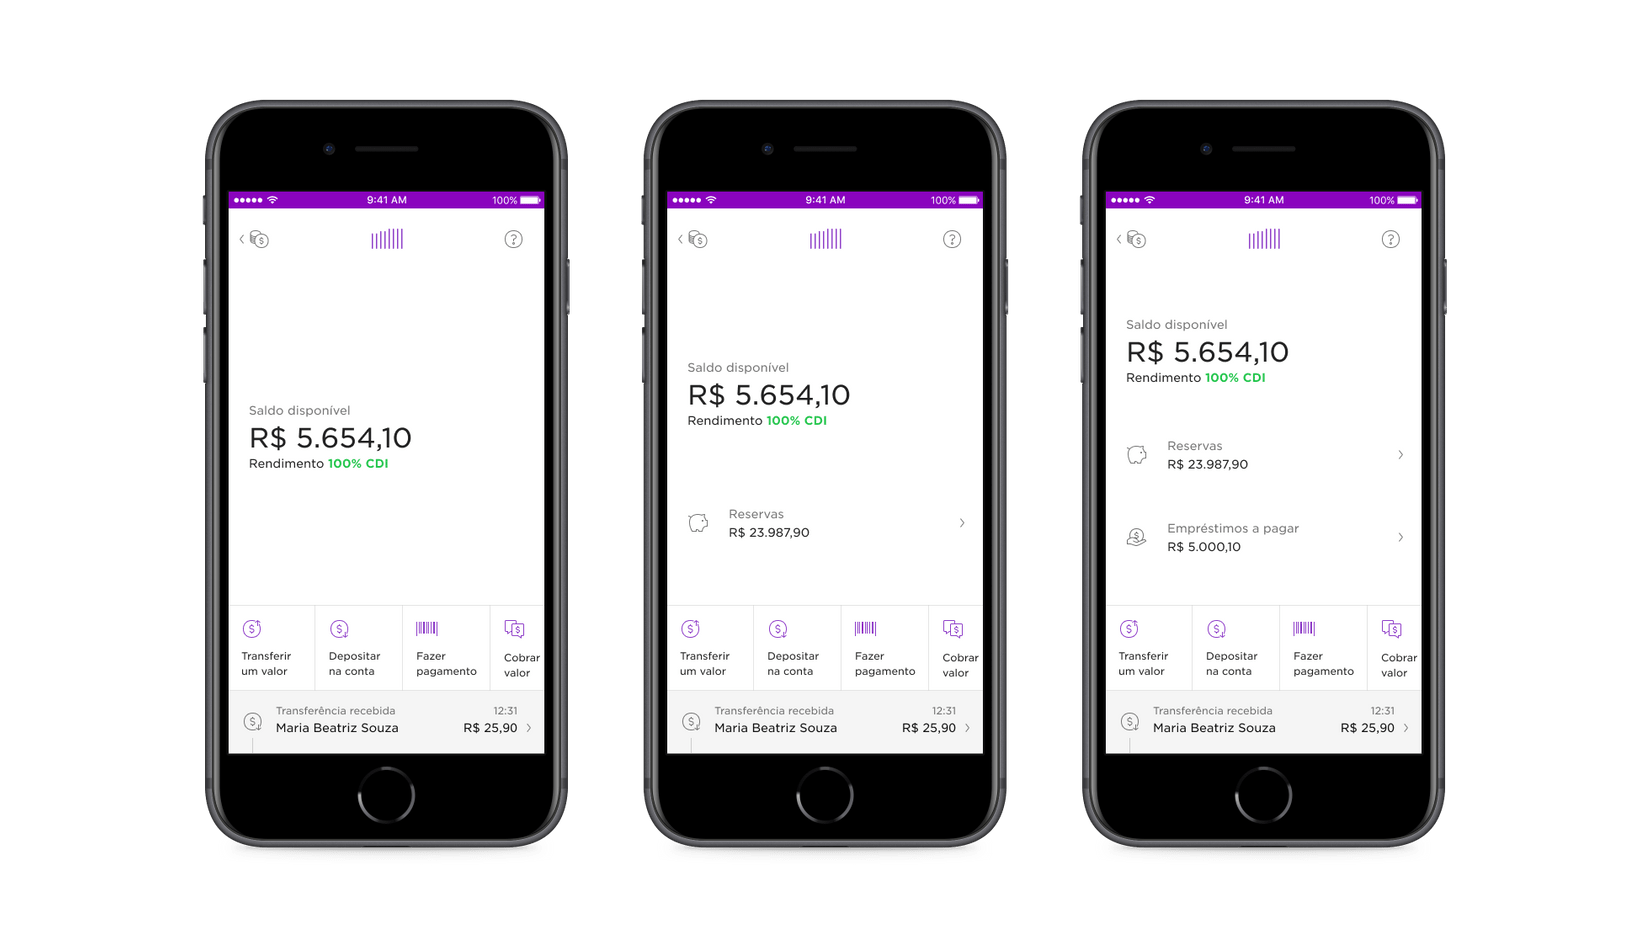 9:41 AM
100%
Saldo disponível
R$ 5.654,10
Rendimento 100% CDI
Transferir
um valor
Depositar
na conta
Fazer
pagamento
Cobrar
valor
Transferência recebida
12:31
Maria Beatriz Souza
R$ 25,90
9:41 AM
100%
Saldo disponível
R$ 5.654,10
Rendimento 100% CDI
Reservas
R$ 23.987,90
Transferir
um valor
Depositar
na conta
Fazer
pagamento
Cobrar
valor
Transferência recebida
12:31
Maria Beatriz Souza
R$ 25,90
9:41 AM
100%
Saldo disponível
R$ 5.654,10
Rendimento 100% CDI
Reservas
R$ 23.987,90
Empréstimos a pagar
R$ 5.000,10
Transferir
um valor
Depositar
na conta
Fazer
pagamento
Cobrar
valor
Transferência recebida
12:31
Maria Beatriz Souza
R$ 25,90